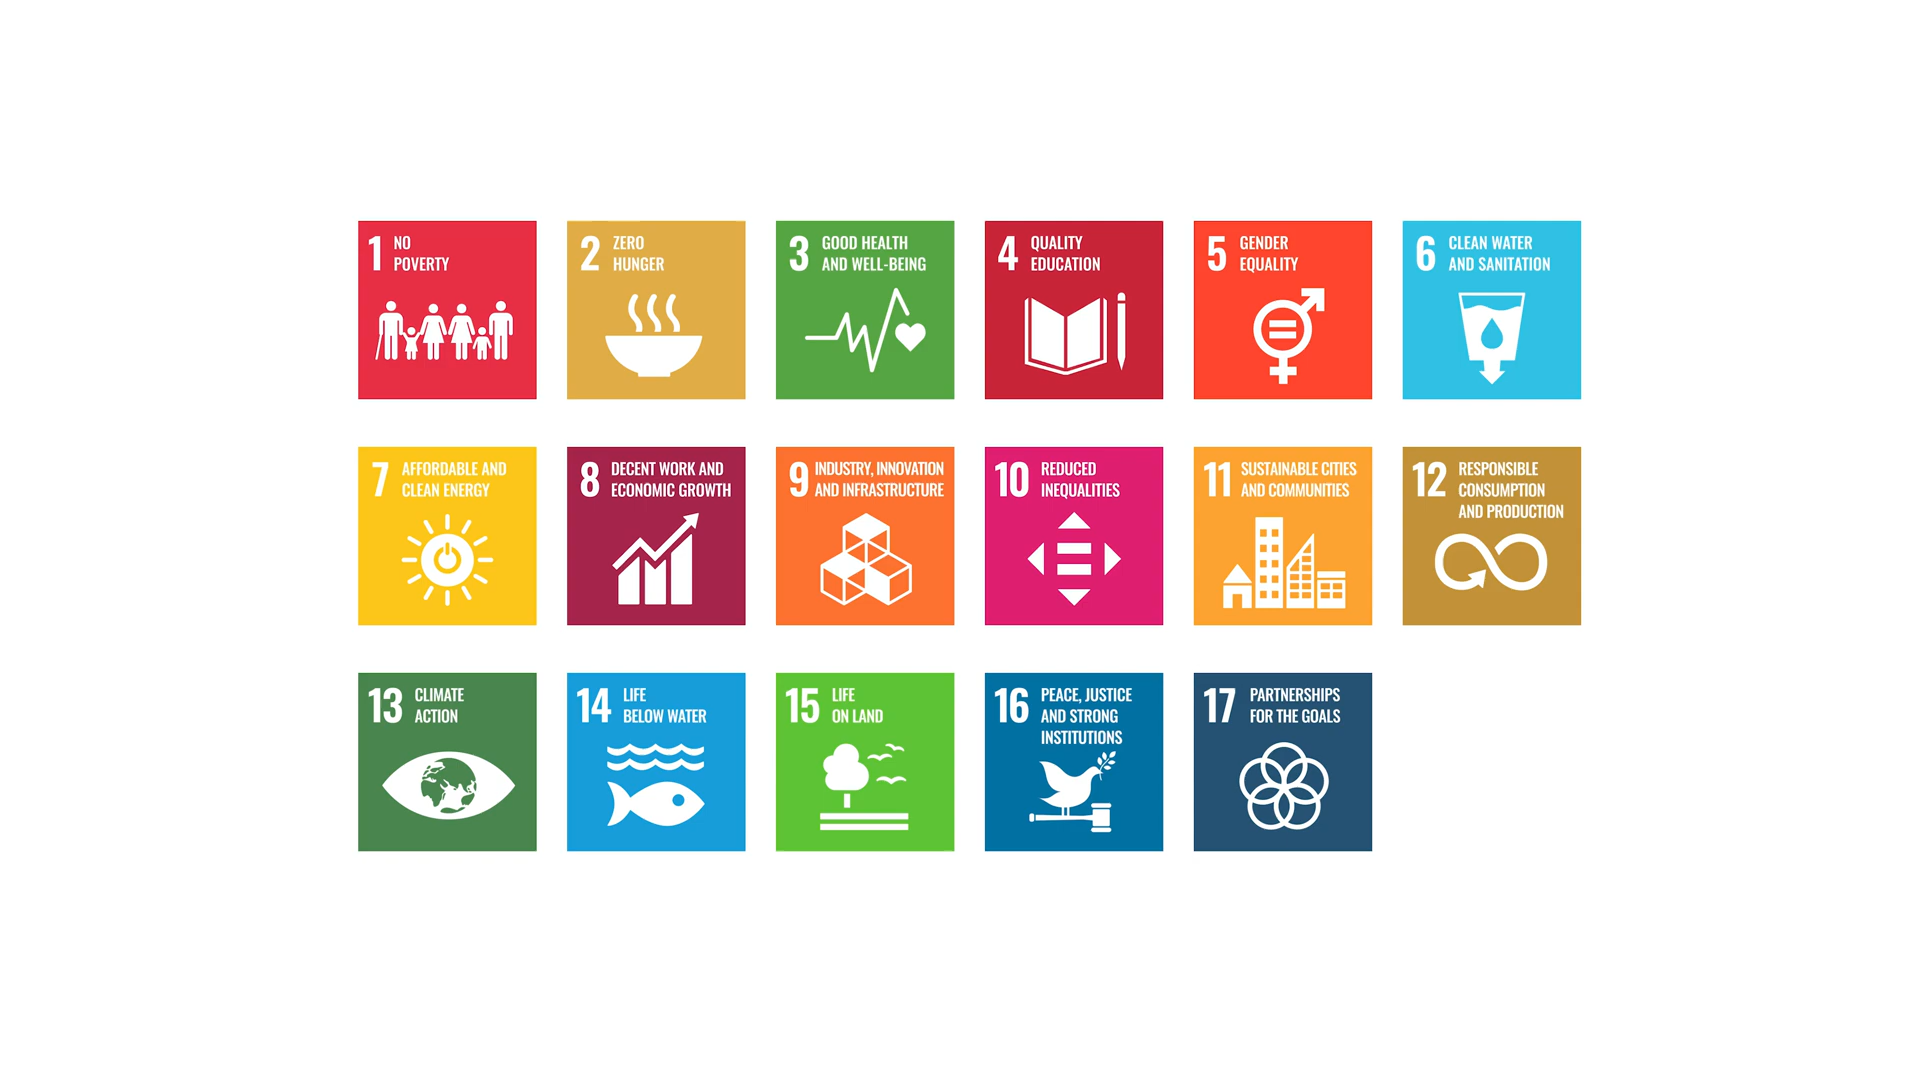 1 NO
POVERTY
2 ZERO
HUNGER
3 GOOD HEALTH
AND WELL-BEING
4 QUALITY
EDUCATION
5 GENDER
EQUALITY
6 CLEAN WATER
AND SANITATION
7 AFFORDABLE AND
CLEAN ENERGY
8 DECENT WORK AND
ECONOMIC GROWTH
9 INDUSTRY, INNOVATION
AND INFRASTRUCTURE
10 REDUCED
INEQUALITIES
11 SUSTAINABLE CITIES
AND COMMUNITIES
12 RESPONSIBLE
CONSUMPTION
AND PRODUCTION
13 CLIMATE
ACTION
14 LIFE
BELOW WATER
15 LIFE
ON LAND
16 PEACE, JUSTICE
AND STRONG
INSTITUTIONS
17 PARTNERSHIPS
FOR THE GOALS